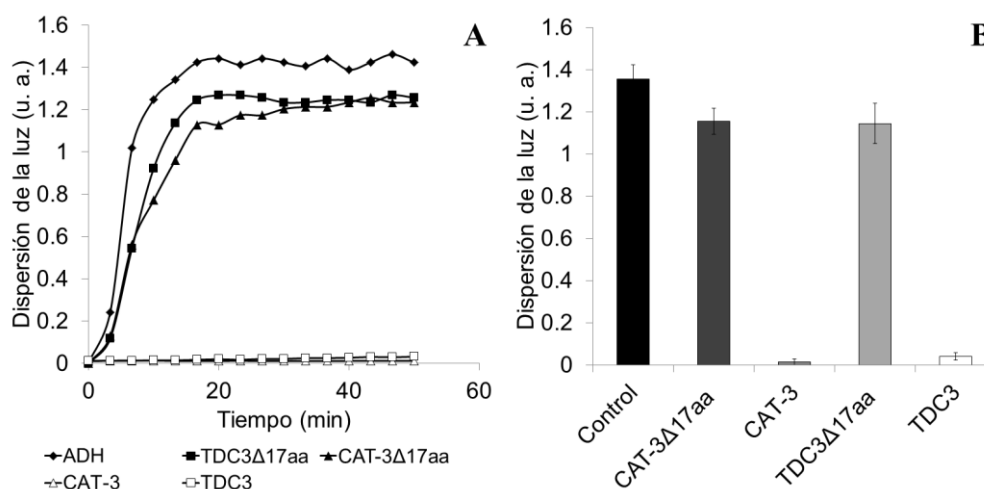 A
Dispersión de la luz (u. a.)
1.6
1.4
1.2
1
0.8
0.6
0.4
0.2
0
0 20 40 60
Tiempo (min)
ADH TDC3Δ17aa CAT-3Δ17aa
CAT-3 TDC3
B
Dispersión de la luz (u. a.)
1.6
1.4
1.2
1
0.8
0.6
0.4
0.2
0
Control
CAT-3Δ17aa
CAT-3
TDC3Δ17aa
TDC3